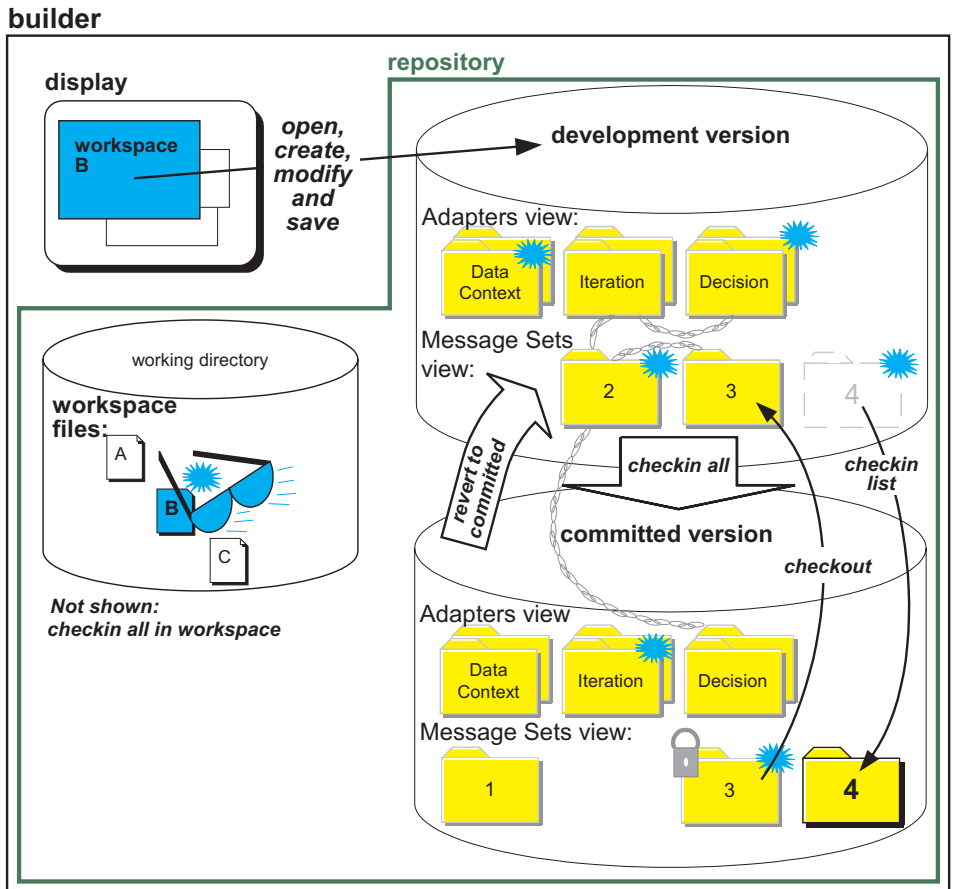 builder
repository
display
workspace
B
open,
create,
modify
and
save
development version
Adapters view:
Data
Context
Iteration
Decision
Message Sets
view:
2
3
4
working directory
workspace
files:
A
B
C
Not shown:
checkin all in workspace
revert to
committed
checkin all
checkin
list
committed version
checkout
Adapters view
Data
Context
Iteration
Decision
Message Sets view:
1
3
4